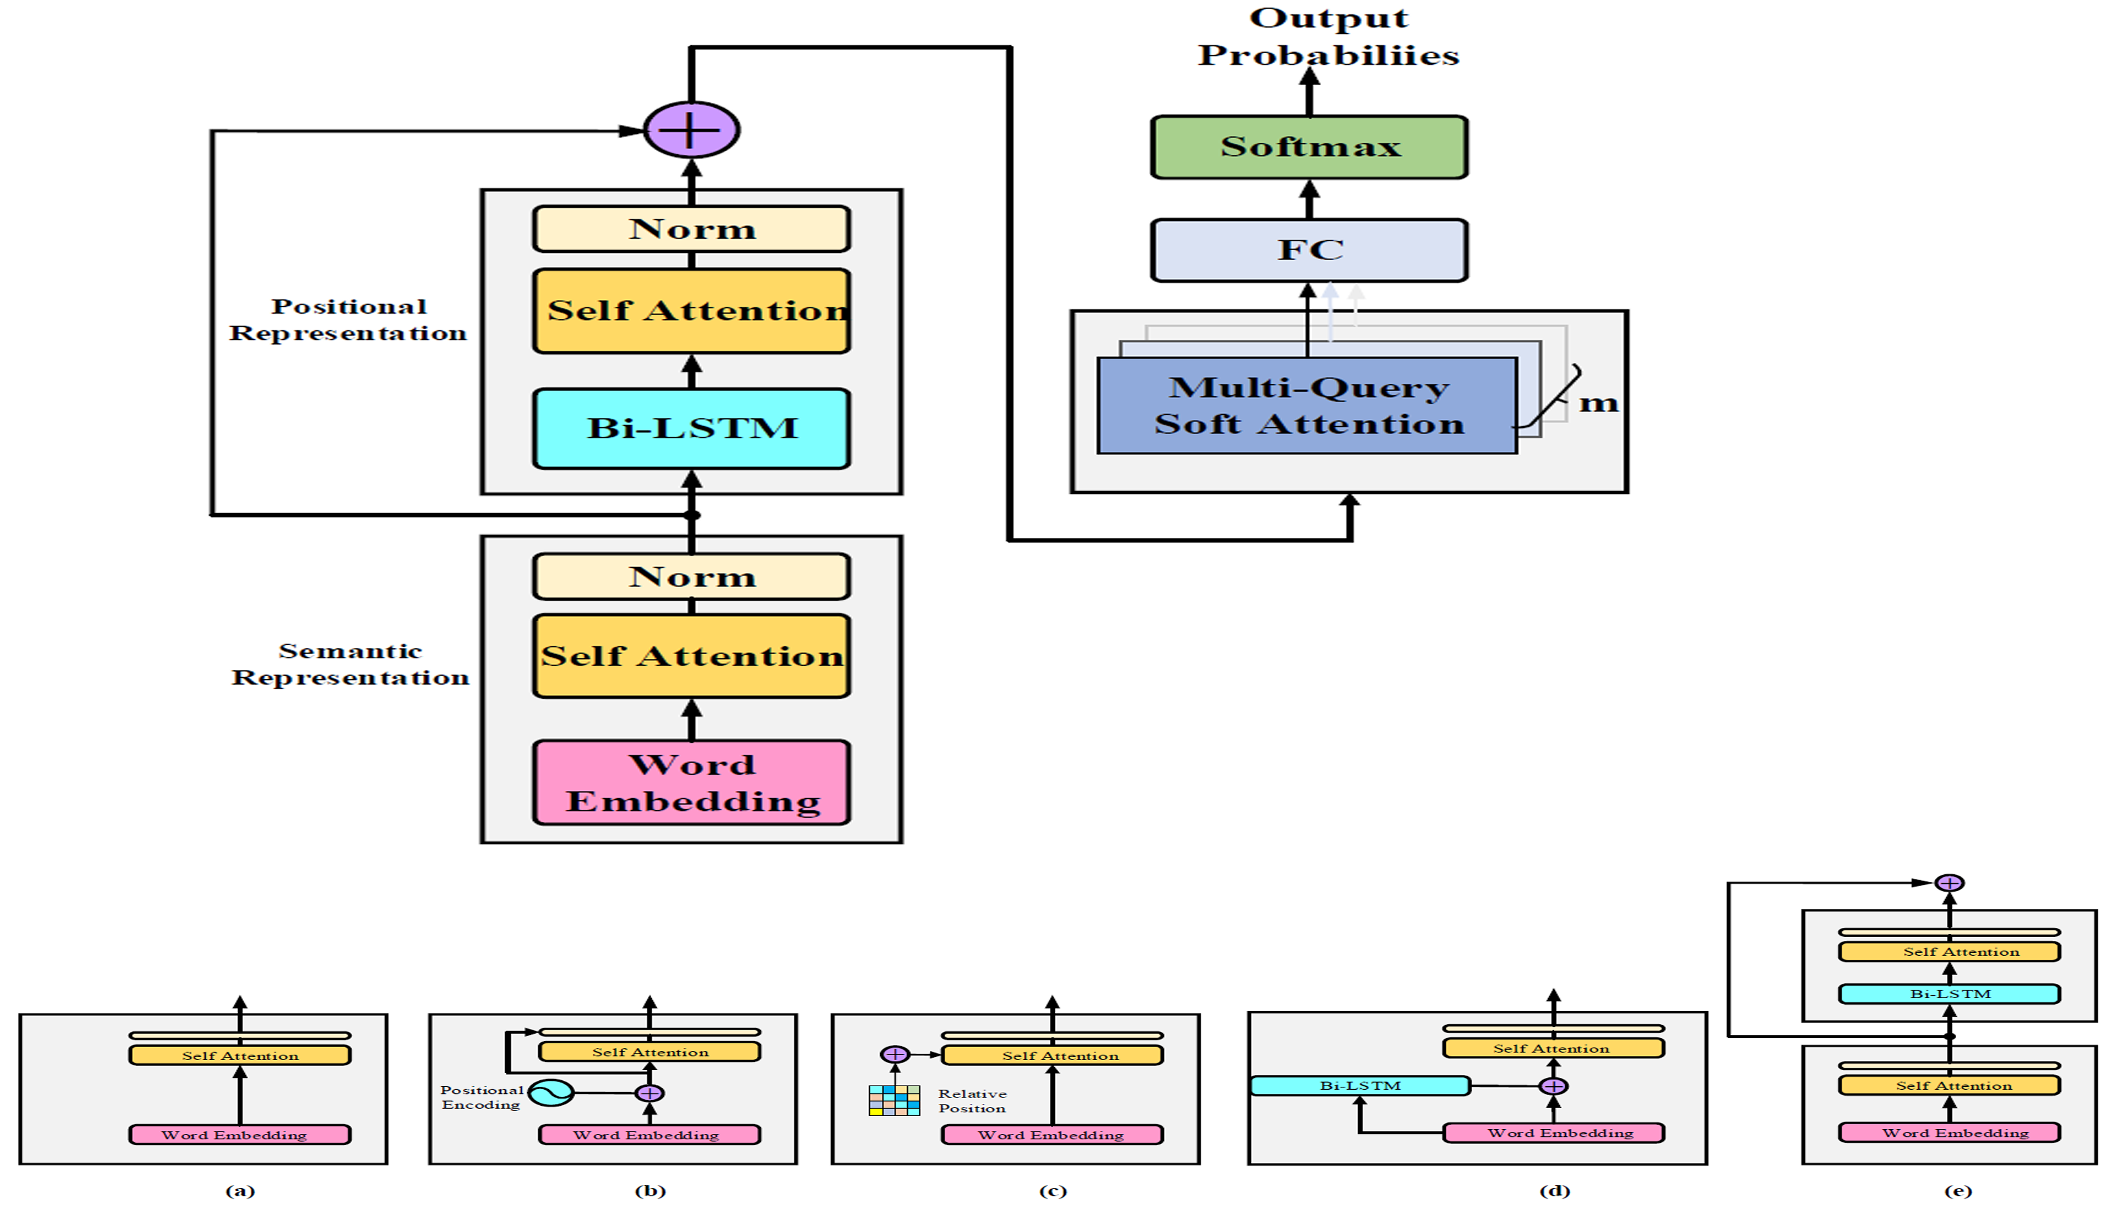 Output
Probabiliies
Softmax
FC
Multi-Query
Soft Attention
m
Norm
Self Attention
Bi-LSTM
Positional
Representation
Norm
Self Attention
Word
Embedding
Semantic
Representation
Self Attention
Word Embedding
(a)
Self Attention
Positional
Encoding
Word Embedding
(b)
Self Attention
Relative
Position
Word Embedding
(c)
Self Attention
Bi-LSTM
Word Embedding
(d)
Self Attention
Bi-LSTM
Self Attention
Word Embedding
(e)